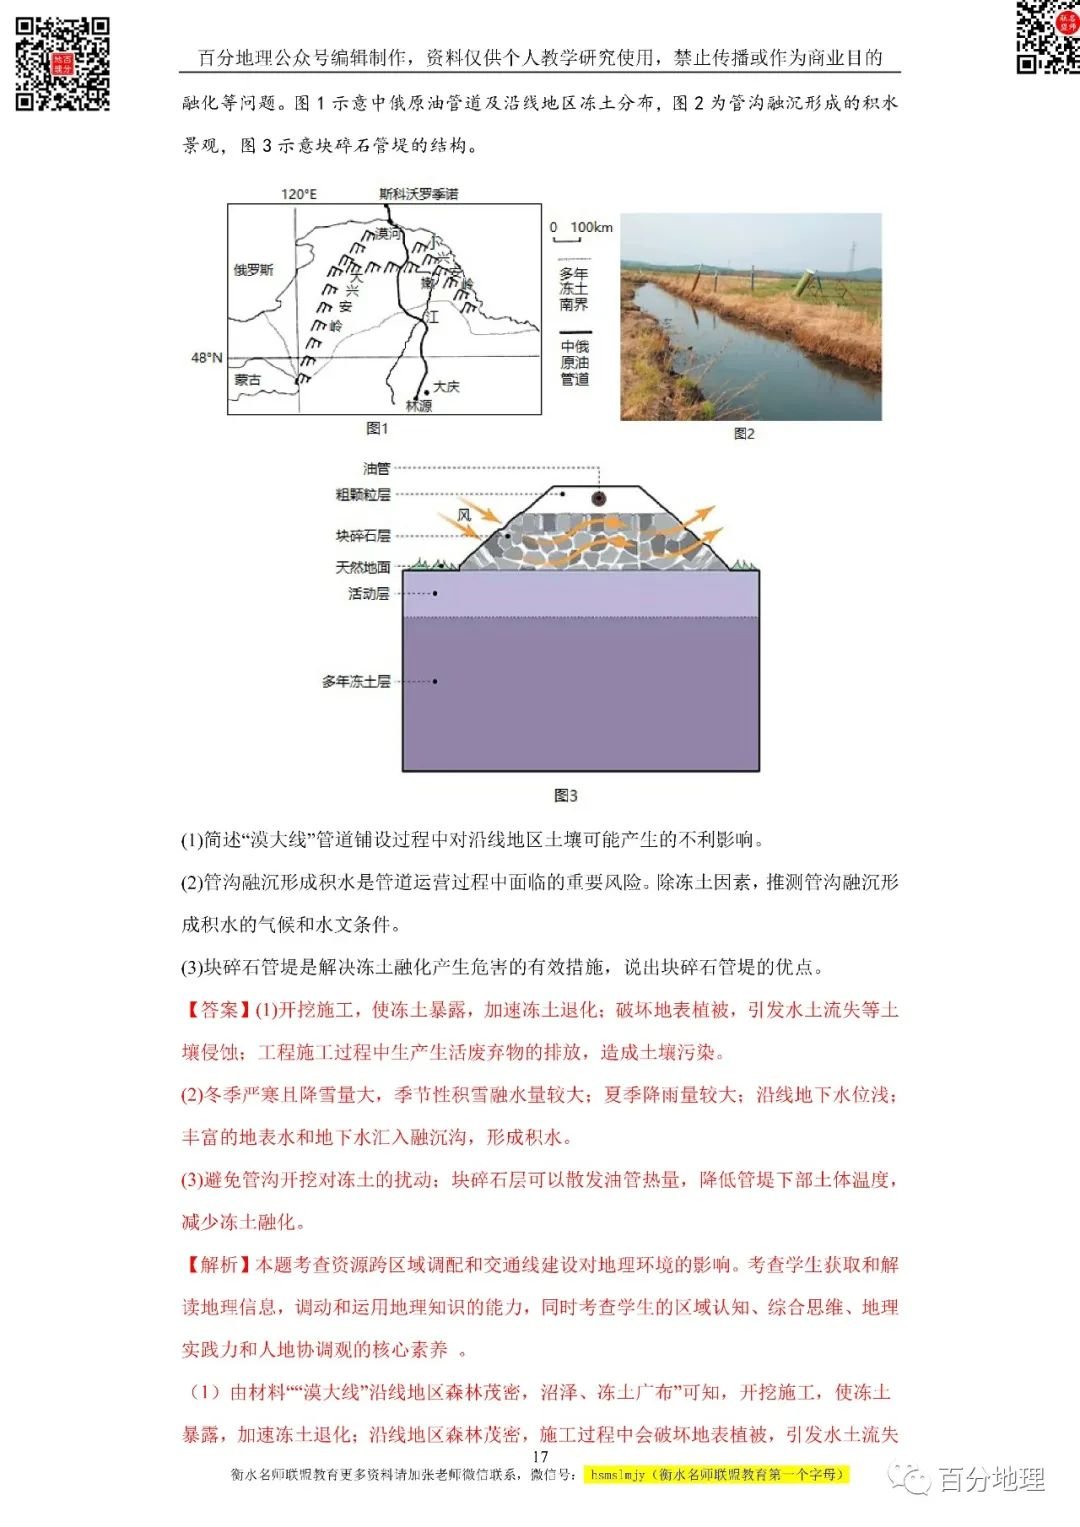 百分地理公众号编辑制作，资料仅供个人教学研究使用，禁止传播或作为商业目的
融化等问题。图 1 示意中俄原油管道及沿线地区冻土分布，图 2 为管沟融沉形成的积水
景观，图 3 示意块碎石管堤的结构。
120°E
斯科沃罗季诺
漠河
俄罗斯
小兴安岭
大兴安岭
嫩江
48°N
蒙古
大庆
林源
0 100km
多年冻土南界
中俄原油管道
图1
图2
油管
粗颗粒层
风
块碎石层
天然地面
活动层
多年冻土层
图3
(1)简述“漠大线”管道铺设过程中对沿线地区土壤可能产生的不利影响。
(2)管沟融沉形成积水是管道运营过程中面临的重要风险。除冻土因素，推测管沟融沉形
成积水的气候和水文条件。
(3)块碎石管堤是解决冻土融化产生危害的有效措施，说出块碎石管堤的优点。
【答案】(1)开挖施工，使冻土暴露，加速冻土退化；破坏地表植被，引发水土流失等土
壤侵蚀；工程施工过程中生产生活废弃物的排放，造成土壤污染。
(2)冬季严寒且降雪量大，季节性积雪融水量较大；夏季降雨量较大；沿线地下水位浅；
丰富的地表水和地下水汇入融沉沟，形成积水。
(3)避免管沟开挖对冻土的扰动；块碎石层可以散发油管热量，降低管堤下部土体温度，
减少冻土融化。
【解析】本题考查资源跨区域调配和交通线建设对地理环境的影响。考查学生获取和解
读地理信息，调动和运用地理知识的能力，同时考查学生的区域认知、综合思维、地理
实践力和人地协调观的核心素养 。
（1）由材料““漠大线”沿线地区森林茂密，沼泽、冻土广布”可知，开挖施工，使冻土
暴露，加速冻土退化；沿线地区森林茂密，施工过程中会破坏地表植被，引发水土流失
17
衡水名师联盟教育更多资料请加张老师微信联系，微信号： hsmslmjy（衡水名师联盟教育第一个字母）
百分地理